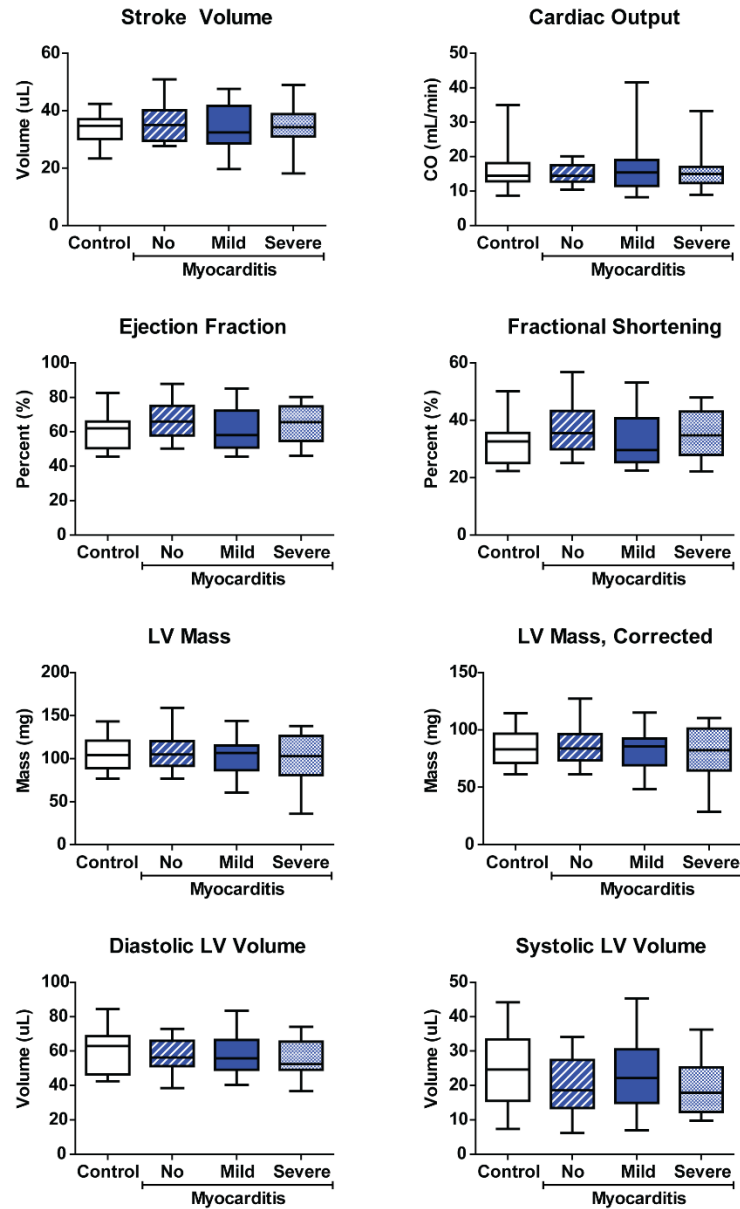 Stroke Volume
Volume (uL)
60
40
20
0
Control No Mild Severe
Myocarditis
Cardiac Output
CO (mL/min)
50
40
30
20
10
0
Control No Mild Severe
Myocarditis
Ejection Fraction
Percent (%)
100
80
60
40
20
0
Control No Mild Severe
Myocarditis
Fractional Shortening
Percent (%)
60
40
20
0
Control No Mild Severe
Myocarditis
LV Mass
Mass (mg)
200
150
100
50
0
Control No Mild Severe
Myocarditis
LV Mass, Corrected
Mass (mg)
150
100
50
0
Control No Mild Severe
Myocarditis
Diastolic LV Volume
Volume (uL)
100
80
60
40
20
0
Control No Mild Severe
Myocarditis
Systolic LV Volume
Volume (uL)
50
40
30
20
10
0
Control No Mild Severe
Myocarditis